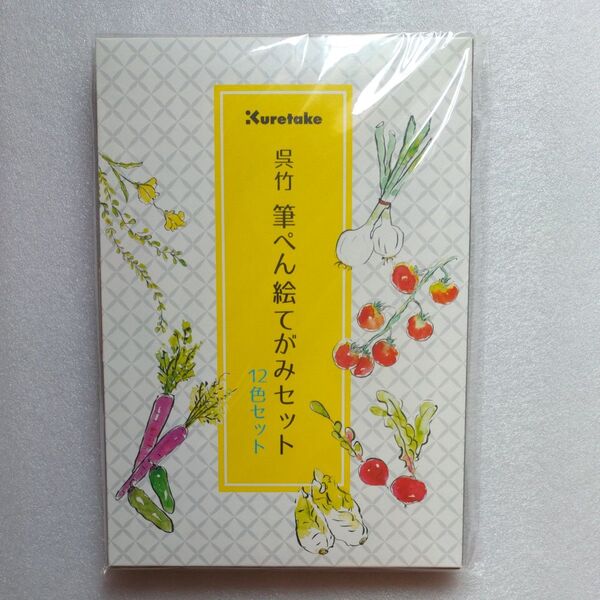 Kuretake
呉竹 筆ぺん絵てがみセット
12色セット